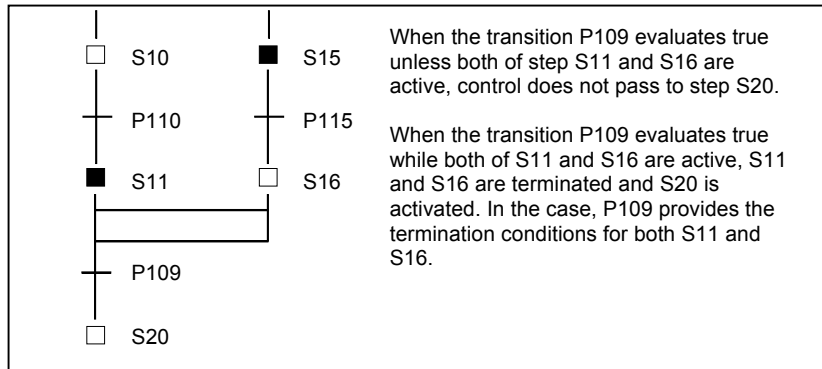 S10
S15
P110
P115
S11
S16
P109
S20
When the transition P109 evaluates true
unless both of step S11 and S16 are
active, control does not pass to step S20.
When the transition P109 evaluates true
while both of S11 and S16 are active, S11
and S16 are terminated and S20 is
activated. In the case, P109 provides the
termination conditions for both S11 and
S16.